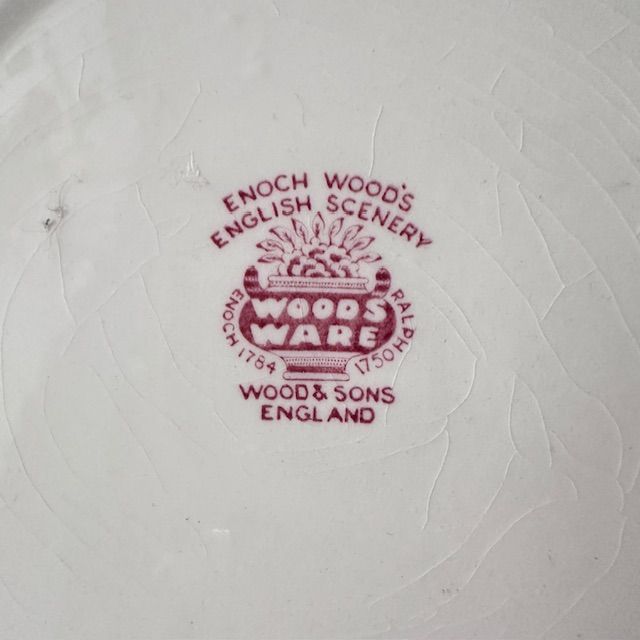 ENOCH WOOD'S
ENGLISH SCENERY
WOODS
WARE
ENOCH 1784
RALPH 1750
WOOD & SONS
ENGLAND